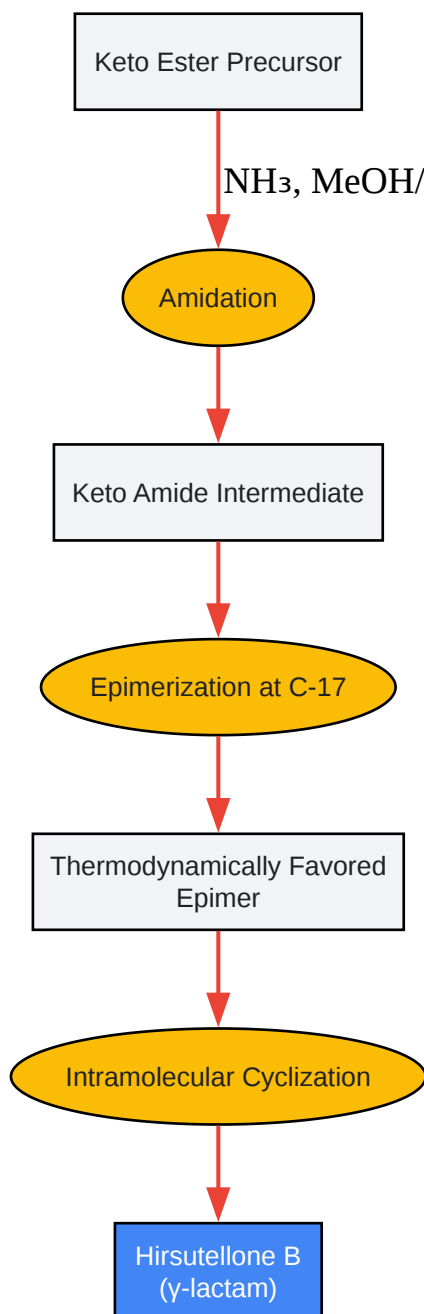 Keto Ester Precursor
NH₃, MeOH/
Amidation
Keto Amide Intermediate
Epimerization at C-17
Thermodynamically Favored
Epimer
Intramolecular Cyclization
Hirsutellone B
(γ-lactam)